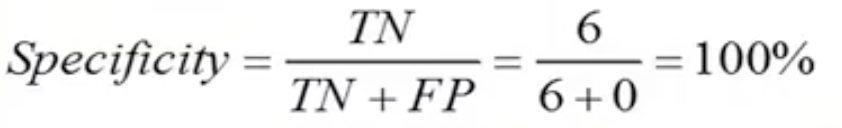 Specificity = TN / TN + FP = 6 / 6 + 0 = 100%